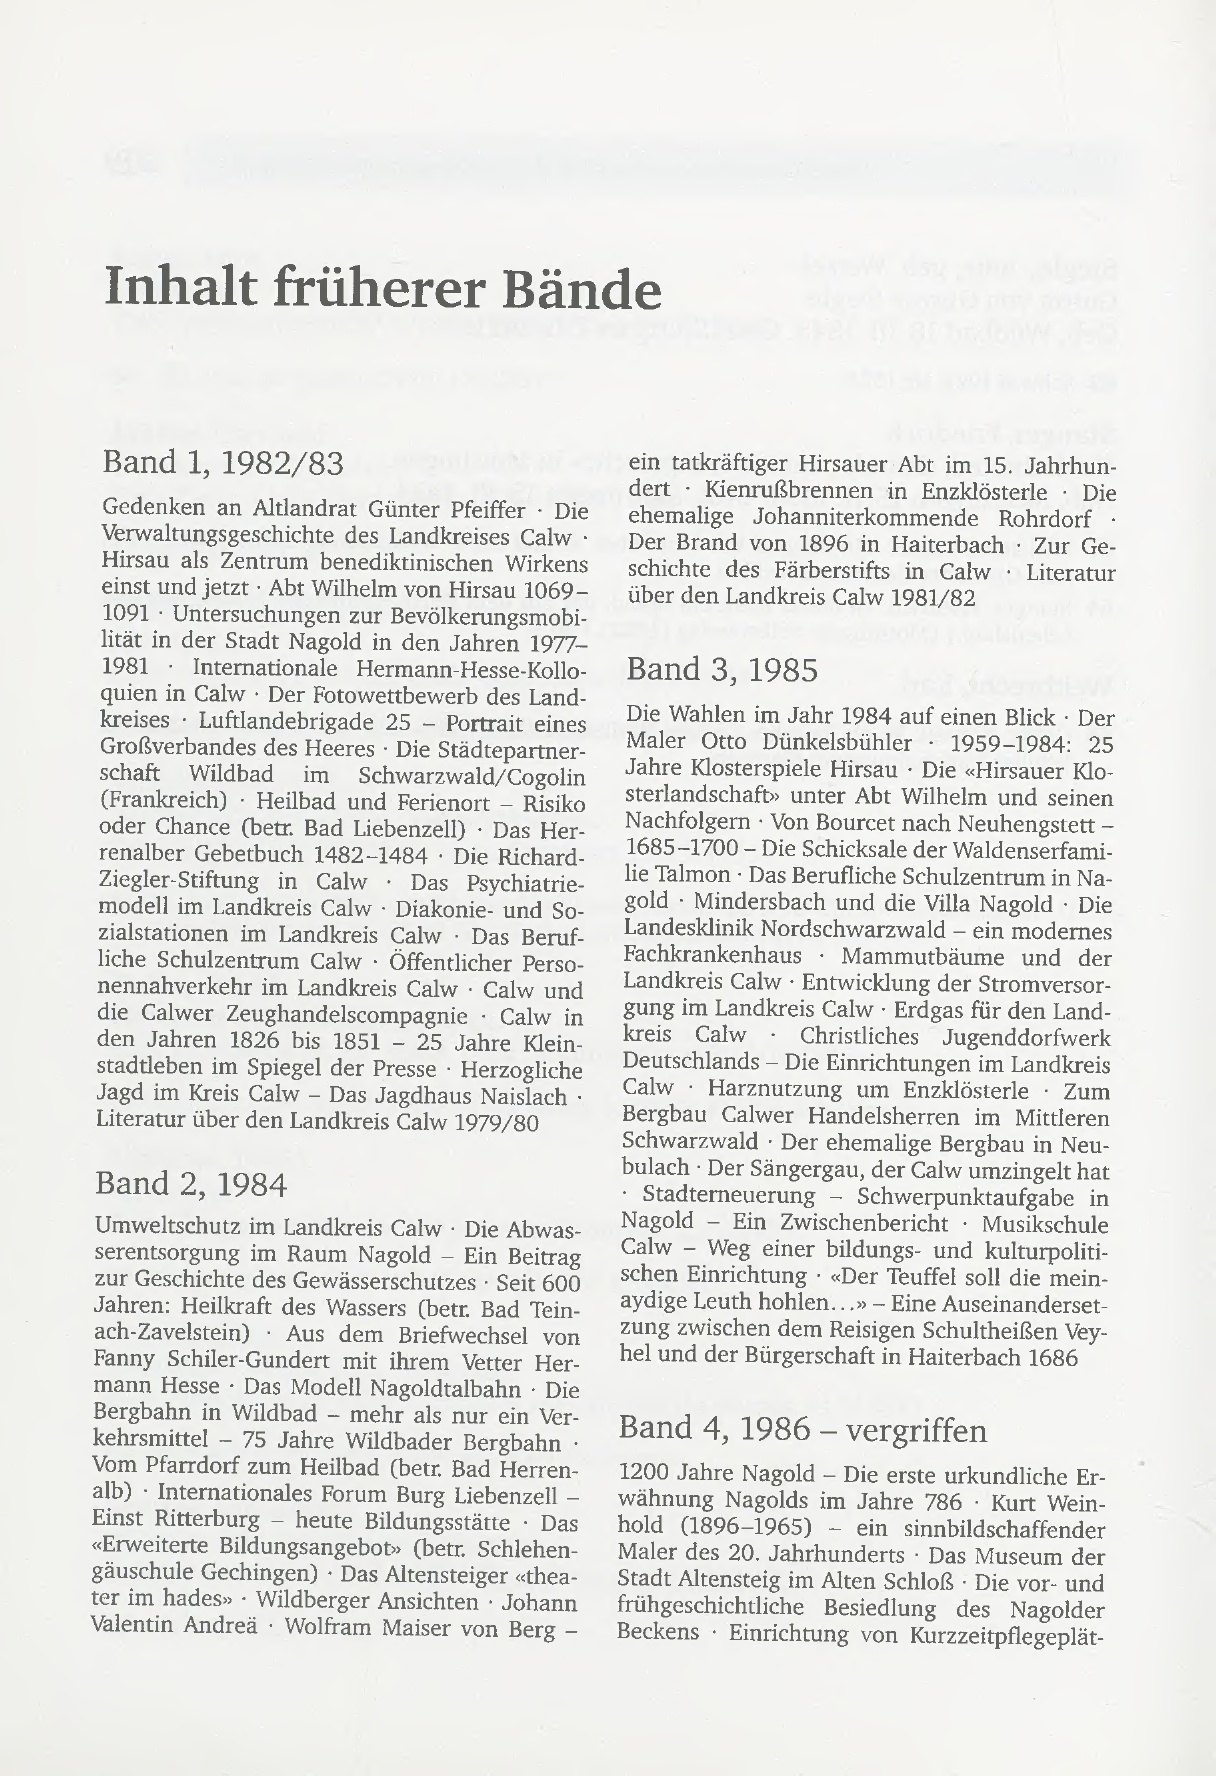 Inhalt früherer Bände
Band 1, 1982/83
Gedenken an Altlandrat Günter Pfeiffer · Die
Verwaltungsgeschichte des Landkreises Calw ·
Hirsau als Zentrum benediktinischen Wirkens
einst und jetzt · Abt Wilhelm von Hirsau 1069–
1091 · Untersuchungen zur Bevölkerungsmobi-
lität in der Stadt Nagold in den Jahren 1977–
1981 · Internationale Hermann-Hesse-Kollo-
quien in Calw · Der Fotowettbewerb des Land-
kreises · Luftlandebrigade 25 – Portrait eines
Großverbandes des Heeres · Die Städtepartner-
schaft Wildbad im Schwarzwald/Cogolin
(Frankreich) · Heilbad und Ferienort – Risiko
oder Chance (betr. Bad Liebenzell) · Das Her-
renalber Gebetbuch 1482–1484 · Die Richard-
Ziegler-Stiftung in Calw · Das Psychiatrie-
modell im Landkreis Calw · Diakonie- und So-
zialstationen im Landkreis Calw · Das Beruf-
liche Schulzentrum Calw · Öffentlicher Perso-
nennahverkehr im Landkreis Calw · Calw und
die Calwer Zeughandelscompagnie · Calw in
den Jahren 1826 bis 1851 – 25 Jahre Klein-
stadtleben im Spiegel der Presse · Herzogliche
Jagd im Kreis Calw – Das Jagdhaus Naislach ·
Literatur über den Landkreis Calw 1979/80
Band 2, 1984
Umweltschutz im Landkreis Calw · Die Abwas-
serentsorgung im Raum Nagold – Ein Beitrag
zur Geschichte des Gewässerschutzes · Seit 600
Jahren: Heilkraft des Wassers (betr. Bad Tein-
ach-Zavelstein) · Aus dem Briefwechsel von
Fanny Schiler-Gundert mit ihrem Vetter Her-
mann Hesse · Das Modell Nagoldtalbahn · Die
Bergbahn in Wildbad – mehr als nur ein Ver-
kehrsmittel – 75 Jahre Wildbader Bergbahn ·
Vom Pfarrdorf zum Heilbad (betr. Bad Herren-
alb) · Internationales Forum Burg Liebenzell –
Einst Ritterburg – heute Bildungsstätte · Das
«Erweiterte Bildungsangebot» (betr. Schlehen-
gäuschule Gechingen) · Das Altensteiger «thea-
ter im hades» · Wildberger Ansichten · Johann
Valentin Andreä · Wolfram Maiser von Berg –
ein tatkräftiger Hirsauer Abt im 15. Jahrhun-
dert · Kienrußbrennen in Enzklösterle · Die
ehemalige Johanniterkommende Rohrdorf ·
Der Brand von 1896 in Haiterbach · Zur Ge-
schichte des Färberstifts in Calw · Literatur
über den Landkreis Calw 1981/82
Band 3, 1985
Die Wahlen im Jahr 1984 auf einen Blick · Der
Maler Otto Dünkelsbühler · 1959–1984: 25
Jahre Klosterspiele Hirsau · Die «Hirsauer Klo-
sterlandschaft» unter Abt Wilhelm und seinen
Nachfolgern · Von Bourcet nach Neuhengstett –
1685–1700 – Die Schicksale der Waldenserfami-
lie Talmon · Das Berufliche Schulzentrum in Na-
gold · Mindersbach und die Villa Nagold · Die
Landesklinik Nordschwarzwald – ein modernes
Fachkrankenhaus · Mammutbäume und der
Landkreis Calw · Entwicklung der Stromversor-
gung im Landkreis Calw · Erdgas für den Land-
kreis Calw · Christliches Jugenddorfwerk
Deutschlands – Die Einrichtungen im Landkreis
Calw · Harznutzung um Enzklösterle · Zum
Bergbau Calwer Handelsherren im Mittleren
Schwarzwald · Der ehemalige Bergbau in Neu-
bulach · Der Sängergau, der Calw umzingelt hat
· Stadterneuerung – Schwerpunktaufgabe in
Nagold – Ein Zwischenbericht · Musikschule
Calw – Weg einer bildungs- und kulturpoliti-
schen Einrichtung · «Der Teuffel soll die mein-
aydige Leuth hohlen...» – Eine Auseinanderset-
zung zwischen dem Reisigen Schultheißen Vey-
hel und der Bürgerschaft in Haiterbach 1686
Band 4, 1986 – vergriffen
1200 Jahre Nagold – Die erste urkundliche Er-
wähnung Nagolds im Jahre 786 · Kurt Wein-
hold (1896–1965) – ein sinnbildschaffender
Maler des 20. Jahrhunderts · Das Museum der
Stadt Altensteig im Alten Schloß · Die vor- und
frühgeschichtliche Besiedlung des Nagolder
Beckens · Einrichtung von Kurzzeitpflegeplät-